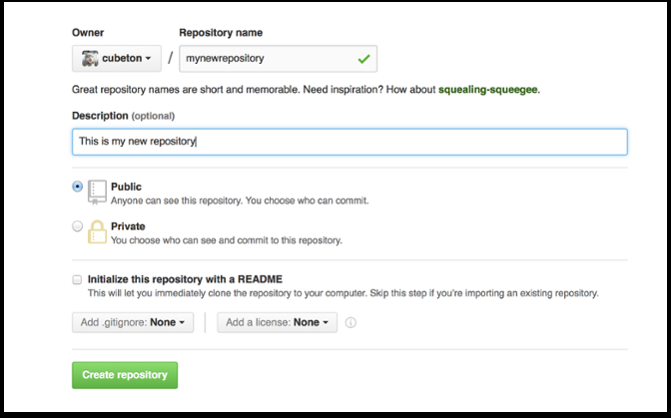 Owner Repository name
cubeton / mynewrepository
Great repository names are short and memorable. Need inspiration? How about squealing-squeegee.
Description (optional)
This is my new repository
Public
Anyone can see this repository. You choose who can commit.
Private
You choose who can see and commit to this repository.
Initialize this repository with a README
This will let you immediately clone the repository to your computer. Skip this step if you're importing an existing repository.
Add .gitignore: None Add a license: None
Create repository